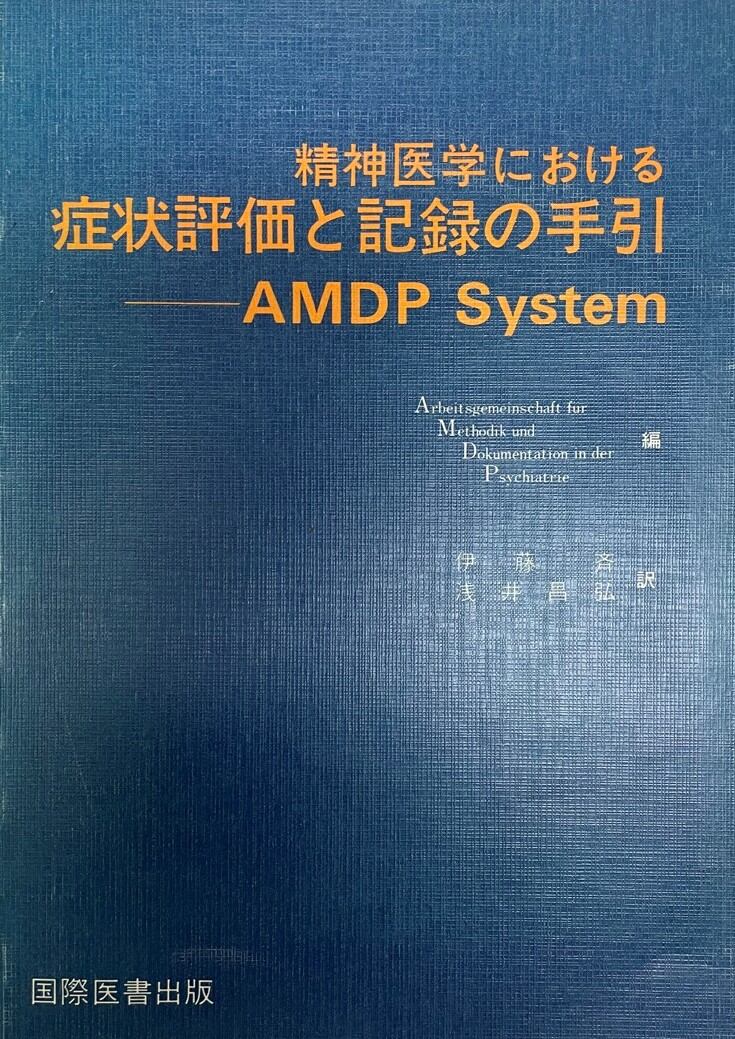 精神医学における
症状評価と記録の手引
——AMDP System
Arbeitsgemeinschaft fur
Methodik und
Dokumentation in der
Psychiatrie
編
伊藤 斉
浅井昌弘
訳
国際医書出版